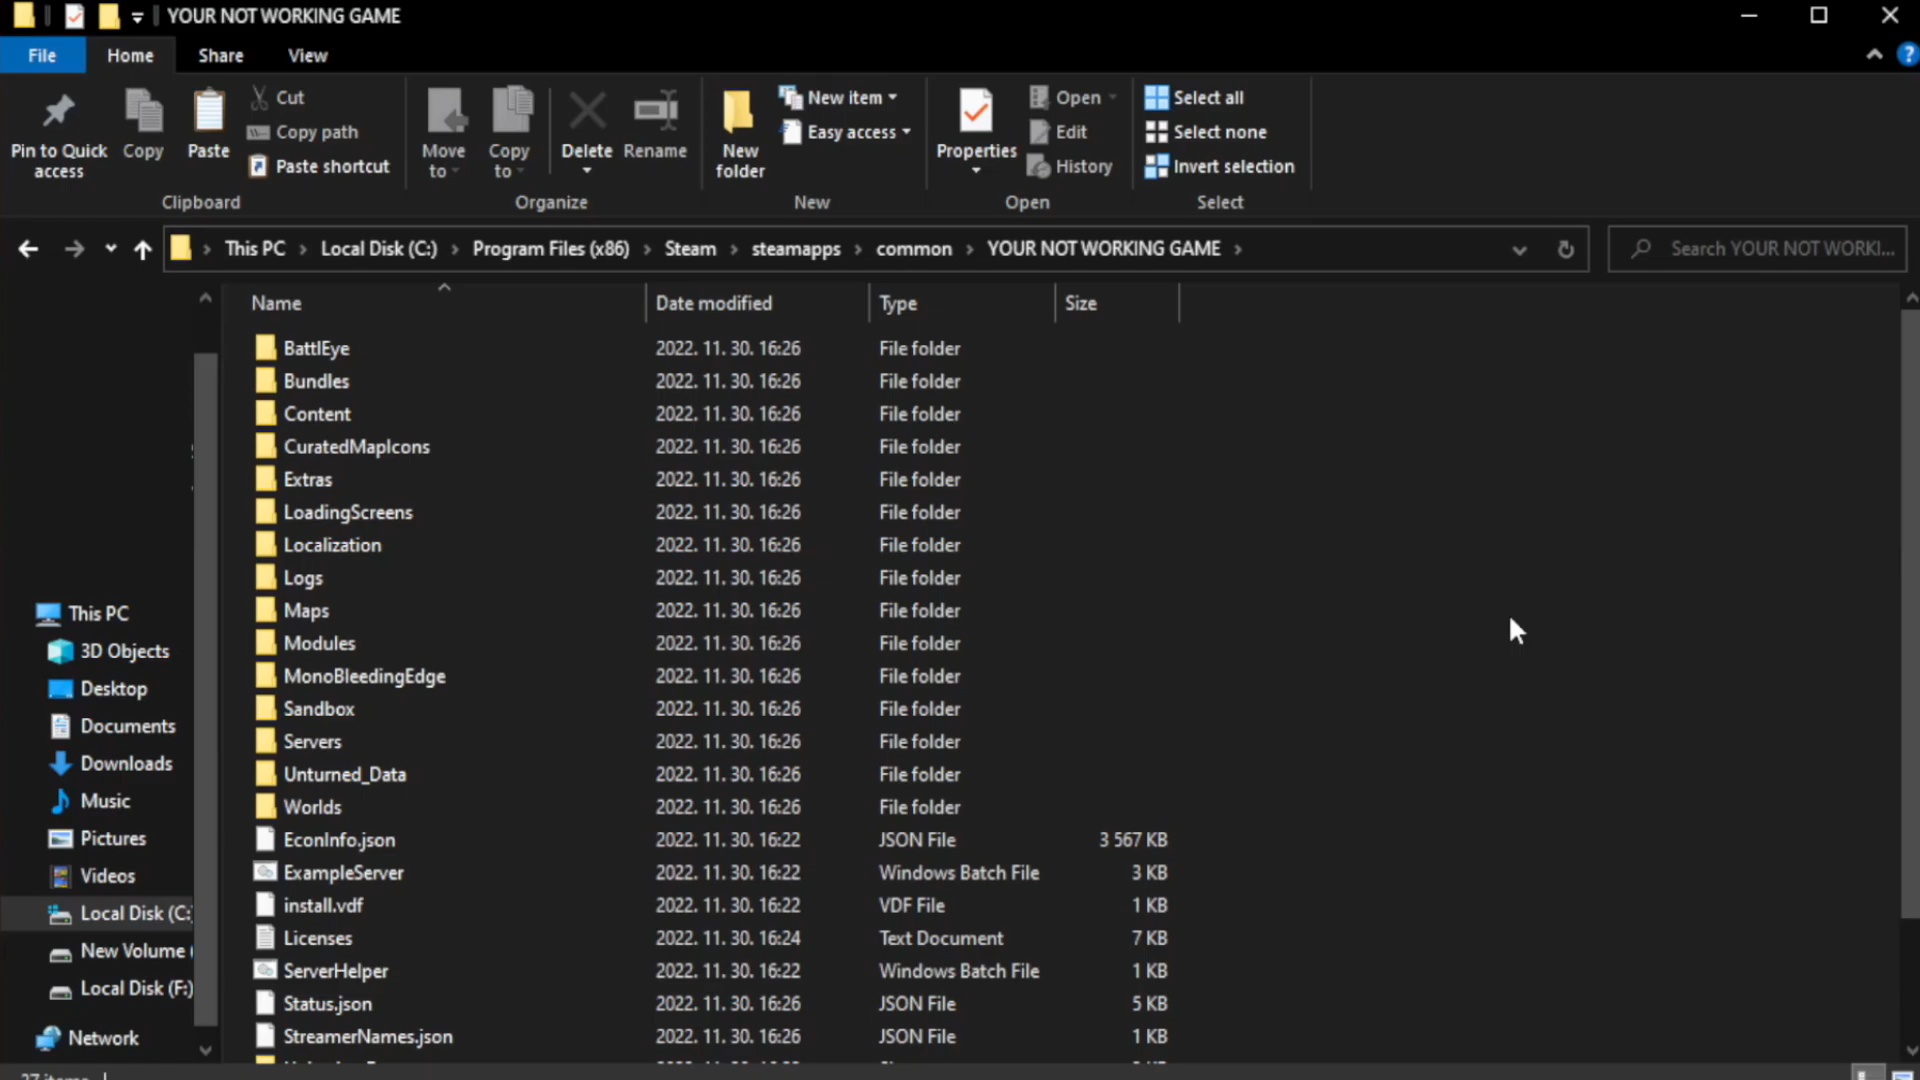 YOUR NOT WORKING GAME
File Home Share View
Pin to Quick access
Copy
Paste
Cut
Copy path
Paste shortcut
Clipboard
Move to
Copy to
Delete
Rename
Organize
New folder
New item
Easy access
New
Properties
Open
Edit
History
Open
Select all
Select none
Invert selection
Select
This PC Local Disk (C:) Program Files (x86) Steam steamapps common YOUR NOT WORKING GAME
Search YOUR NOT WORKI...
This PC
3D Objects
Desktop
Documents
Downloads
Music
Pictures
Videos
Local Disk (C:
New Volume (
Local Disk (F:)
Network
Name Date modified Type Size
BattlEye 2022. 11. 30. 16:26 File folder
Bundles 2022. 11. 30. 16:26 File folder
Content 2022. 11. 30. 16:26 File folder
CuratedMapIcons 2022. 11. 30. 16:26 File folder
Extras 2022. 11. 30. 16:26 File folder
LoadingScreens 2022. 11. 30. 16:26 File folder
Localization 2022. 11. 30. 16:26 File folder
Logs 2022. 11. 30. 16:26 File folder
Maps 2022. 11. 30. 16:26 File folder
Modules 2022. 11. 30. 16:26 File folder
MonoBleedingEdge 2022. 11. 30. 16:26 File folder
Sandbox 2022. 11. 30. 16:26 File folder
Servers 2022. 11. 30. 16:26 File folder
Unturned_Data 2022. 11. 30. 16:26 File folder
Worlds 2022. 11. 30. 16:26 File folder
EconInfo.json 2022. 11. 30. 16:22 JSON File 3 567 KB
ExampleServer 2022. 11. 30. 16:22 Windows Batch File 3 KB
install.vdf 2022. 11. 30. 16:22 VDF File 1 KB
Licenses 2022. 11. 30. 16:24 Text Document 7 KB
ServerHelper 2022. 11. 30. 16:22 Windows Batch File 1 KB
Status.json 2022. 11. 30. 16:26 JSON File 5 KB
StreamerNames.json 2022. 11. 30. 16:26 JSON File 1 KB